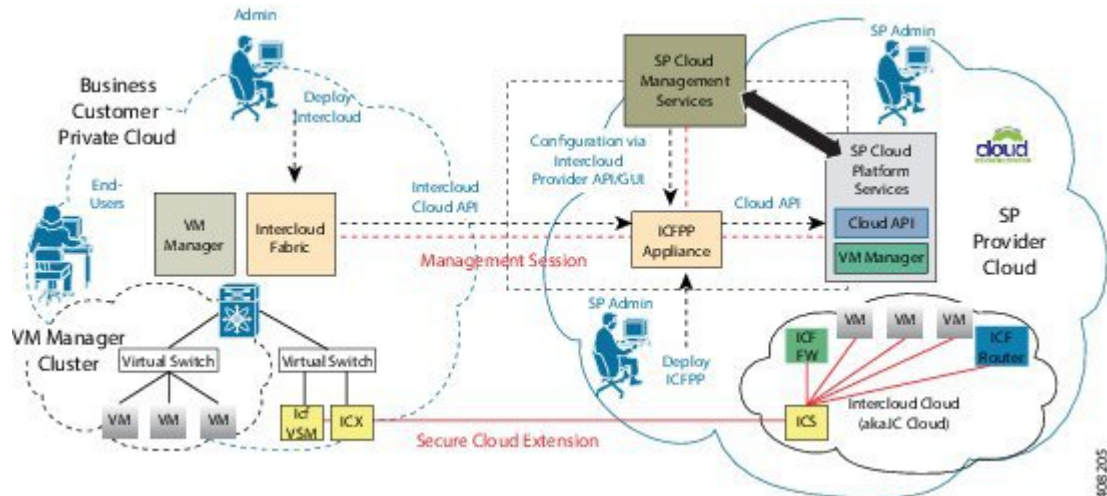 Admin
Business
Customer
Private Cloud
Deploy
Intercloud
End-
Users
VM
Manager
Intercloud
Fabric
Intercloud
Cloud API
Management Session
VM Manager
Cluster
Virtual Switch
Virtual Switch
VM
VM
VM
Icf
VSM
ICX
Secure Cloud Extension
SP Cloud
Management
Services
SP Admin
Configuration via
Intercloud
Provider API/GUI
SP Cloud
Platform
Services
Cloud API
VM Manager
cloud
ICFPP
Appliance
Cloud API
SP
Provider
Cloud
SP Admin
Deploy
ICFPP
ICF
FW
VM
VM
VM
ICF
Router
ICS
Intercloud Cloud
(aka.IC Cloud)